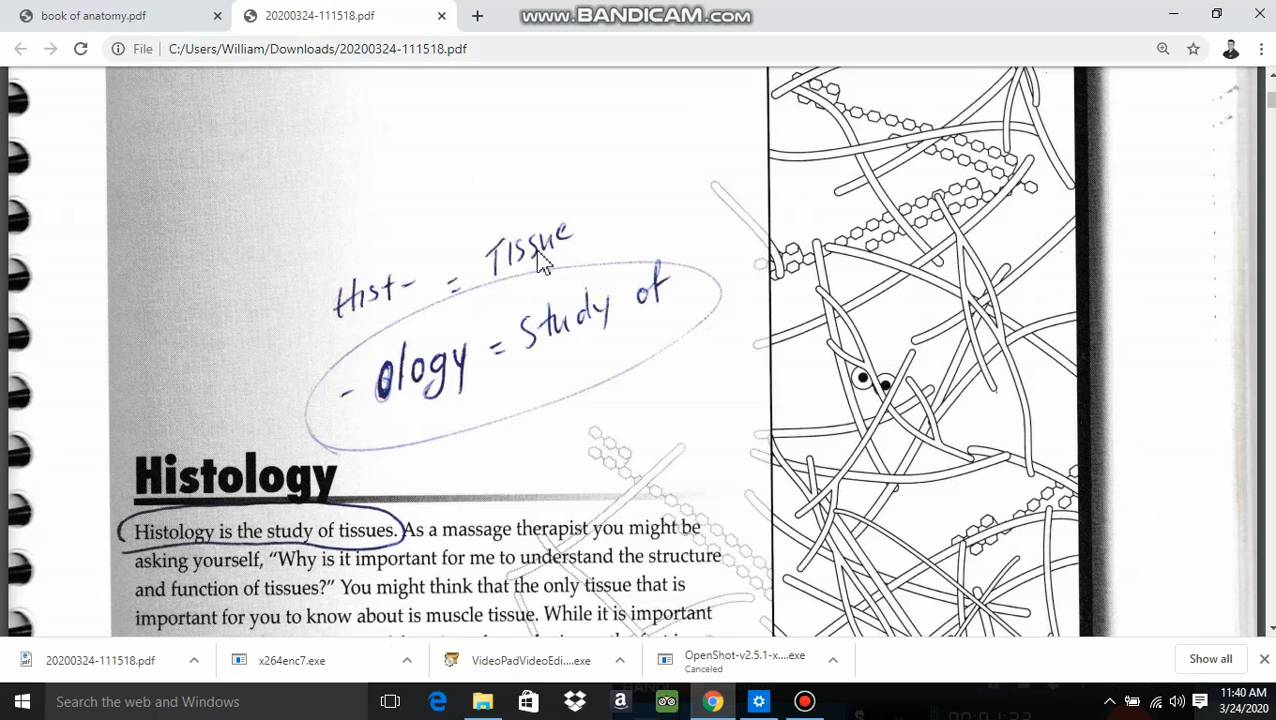 book of anatomy.pdf
20200324-111518.pdf
www.BANDICAM.com
File
C:/Users/William/Downloads/20200324-111518.pdf
Hist- = Tissue
- ology = Study of
Histology
Histology is the study of tissues. As a massage therapist you might be
asking yourself, “Why is it important for me to understand the structure
and function of tissues?” You might think that the only tissue that is
important for you to know about is muscle tissue. While it is important
20200324-111518.pdf
x264enc7.exe
VideoPadVideoEdi....exe
OpenShot-v2.5.1-x....exe
Canceled
Show all
Search the web and Windows
11:40 AM
3/24/2020